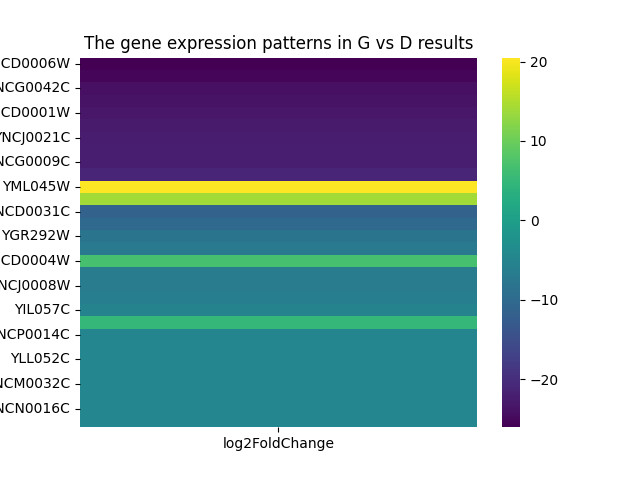 The gene expression patterns in G vs D results
CD0006W
NCG0042C
CD0001W
YNCJ0021C
NCG0009C
YML045W
NCD0031C
YGR292W
CD0004W
NCJ0008W
YIL057C
NCP0014C
YLL052C
NCM0032C
NCN0016C
log2FoldChange
20
10
0
−10
−20